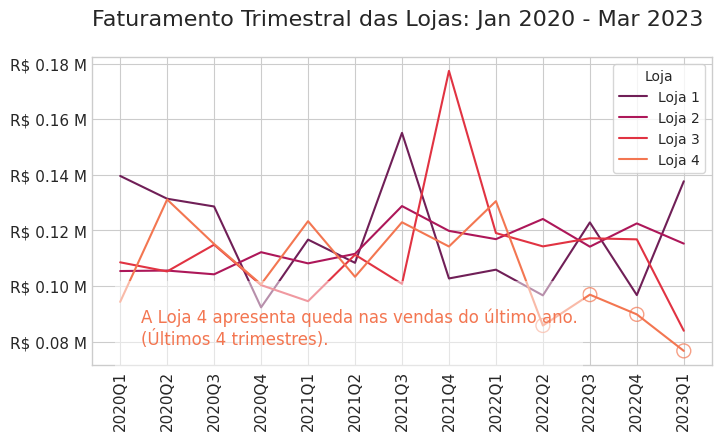 Faturamento Trimestral das Lojas: Jan 2020 - Mar 2023
R$ 0.18 M
R$ 0.16 M
R$ 0.14 M
R$ 0.12 M
R$ 0.10 M
R$ 0.08 M
Loja
Loja 1
Loja 2
Loja 3
Loja 4
A Loja 4 apresenta queda nas vendas do último ano.
(Últimos 4 trimestres).
2020Q1
2020Q2
2020Q3
2020Q4
2021Q1
2021Q2
2021Q3
2021Q4
2022Q1
2022Q2
2022Q3
2022Q4
2023Q1